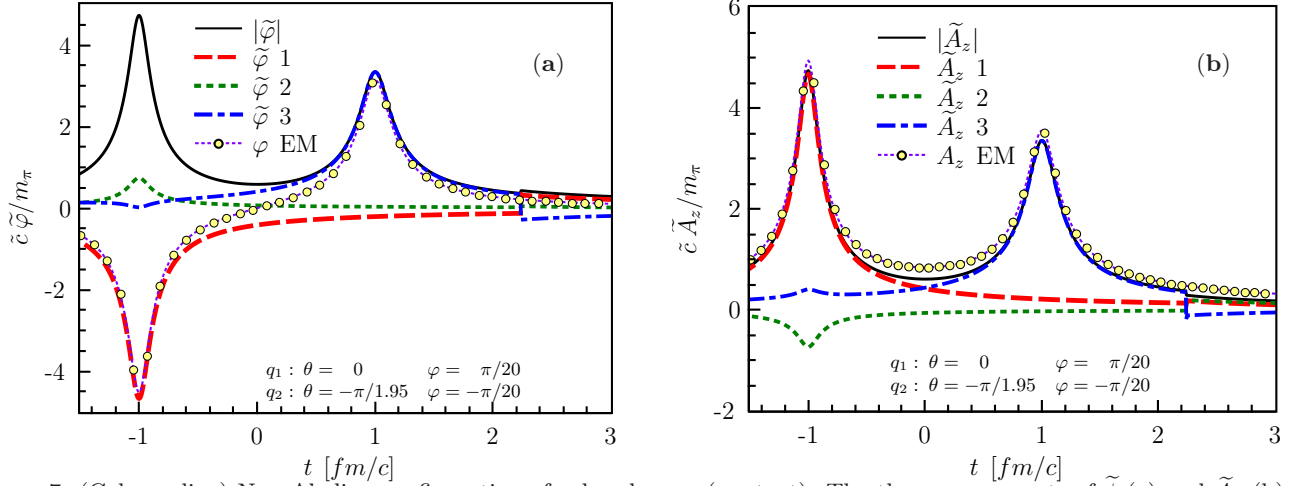 (a)
|φ̃|
φ̃ 1
φ̃ 2
φ̃ 3
φ EM
c̃ φ̃/m_π
4
2
0
-2
-4
q₁ : θ = 0 φ = π/20
q₂ : θ = −π/1.95 φ = −π/20
-1 0 1 2 3
t [fm/c]
(b)
|Ã_z|
Ã_z 1
Ã_z 2
Ã_z 3
A_z EM
c̃ Ã_z/m_π
6
4
2
0
-2
q₁ : θ = 0 φ = π/20
q₂ : θ = −π/1.95 φ = −π/20
-1 0 1 2 3
t [fm/c]